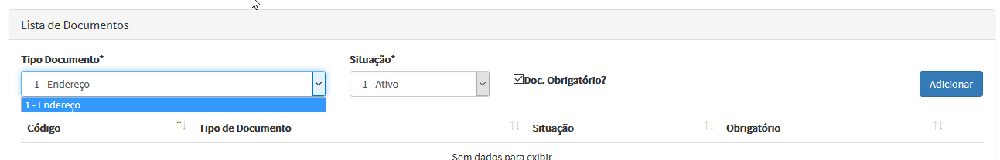 Lista de Documentos
Tipo Documento* Situação*
1 - Endereço 1 - Ativo Doc. Obrigatório? Adicionar
1 - Endereço
Código Tipo de Documento Situação Obrigatório
Sem dados para exibir